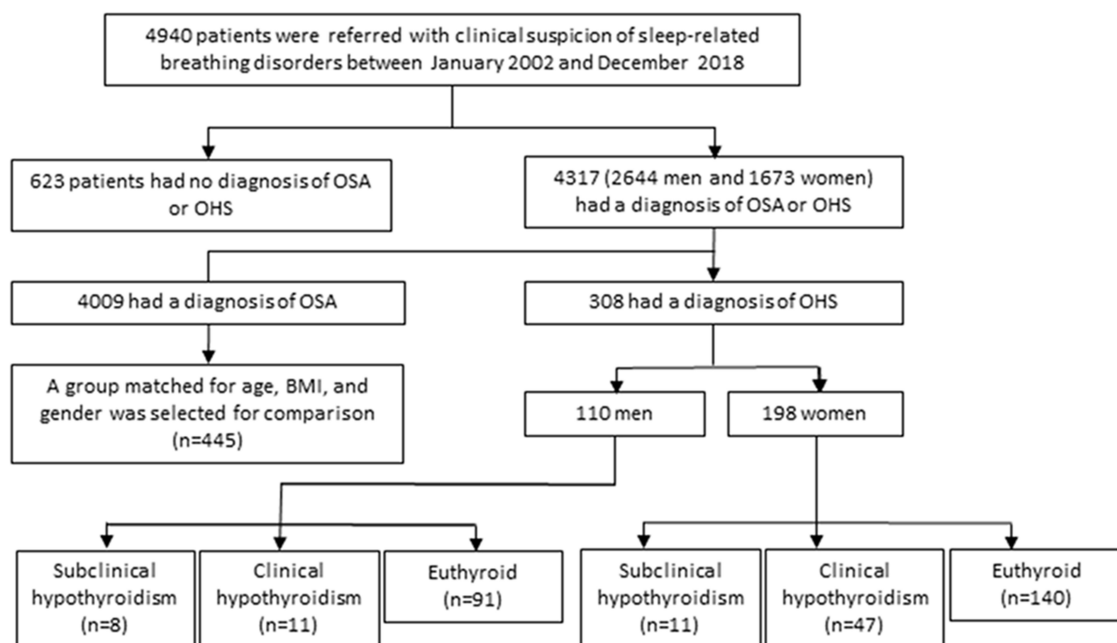 4940 patients were referred with clinical suspicion of sleep-related
breathing disorders between January 2002 and December 2018
623 patients had no diagnosis of OSA
or OHS
4317 (2644 men and 1673 women)
had a diagnosis of OSA or OHS
4009 had a diagnosis of OSA
308 had a diagnosis of OHS
A group matched for age, BMI, and
gender was selected for comparison
(n=445)
110 men
198 women
Subclinical
hypothyroidism
(n=8)
Clinical
hypothyroidism
(n=11)
Euthyroid
(n=91)
Subclinical
hypothyroidism
(n=11)
Clinical
hypothyroidism
(n=47)
Euthyroid
(n=140)